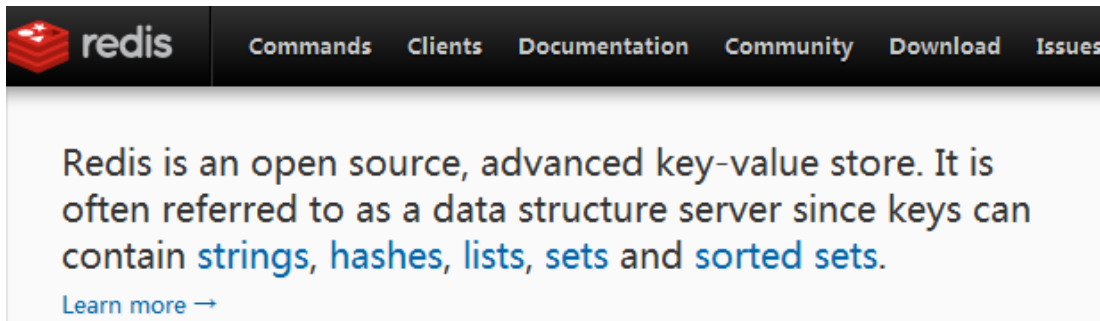 redis Commands Clients Documentation Community Download Issues
Redis is an open source, advanced key-value store. It is
often referred to as a data structure server since keys can
contain strings, hashes, lists, sets and sorted sets.
Learn more →